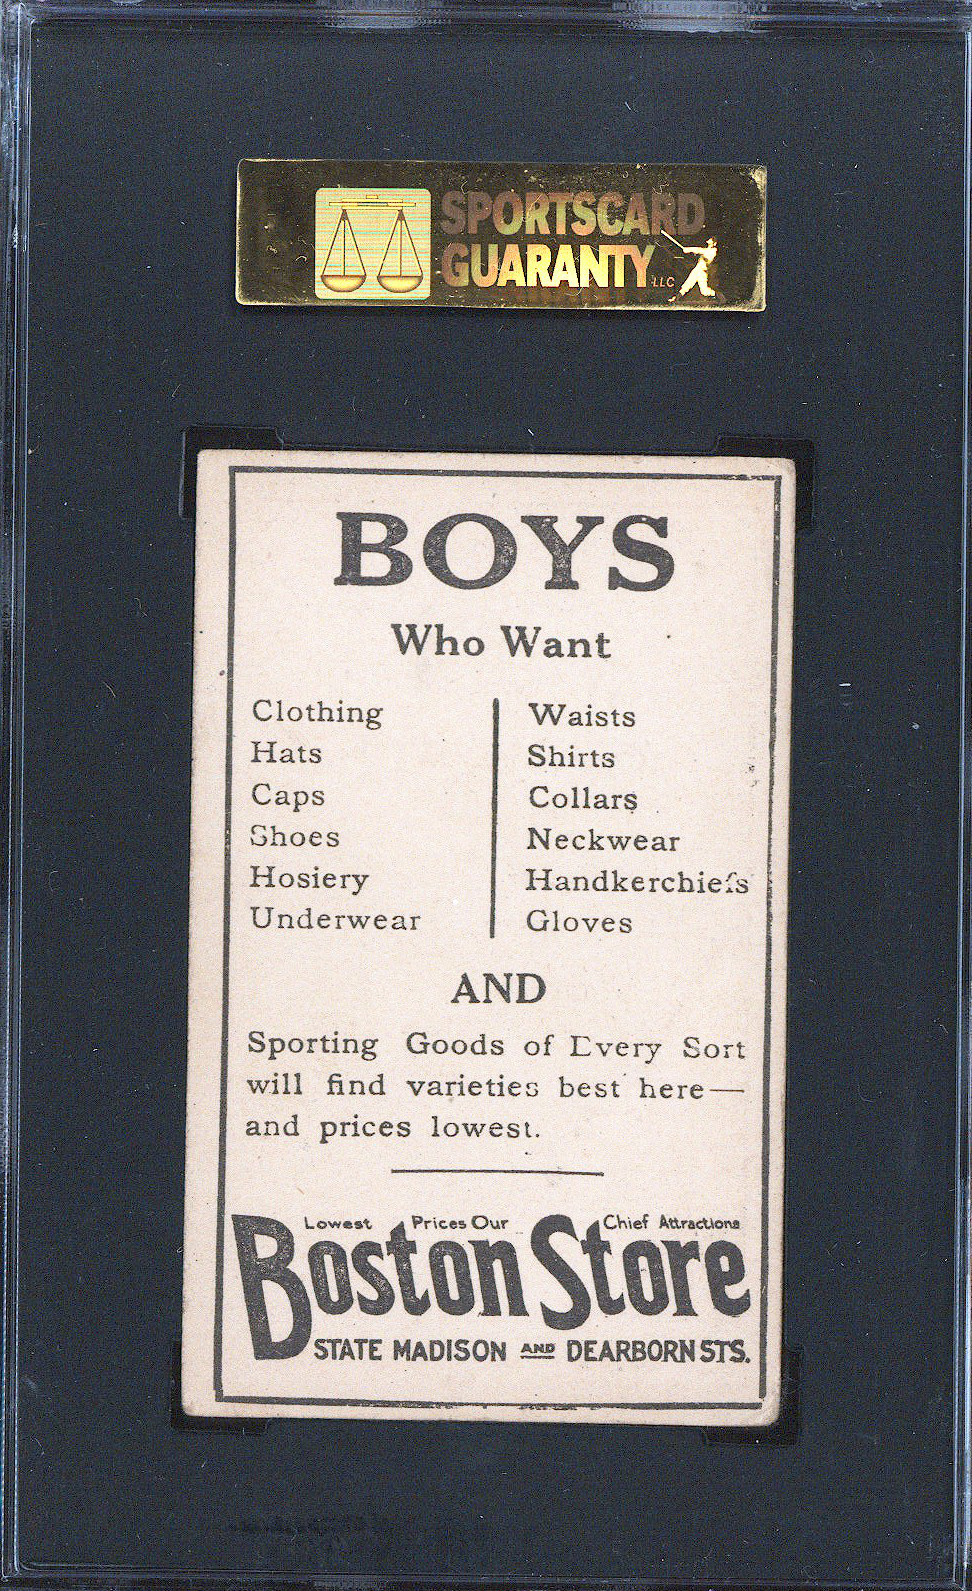 SPORTSCARD
GUARANTY LLC
BOYS
Who Want
Clothing
Hats
Caps
Shoes
Hosiery
Underwear
Waists
Shirts
Collars
Neckwear
Handkerchiefs
Gloves
AND
Sporting Goods of Every Sort
will find varieties best here—
and prices lowest.
Lowest Prices Our Chief Attractions
Boston Store
STATE MADISON AND DEARBORN STS.